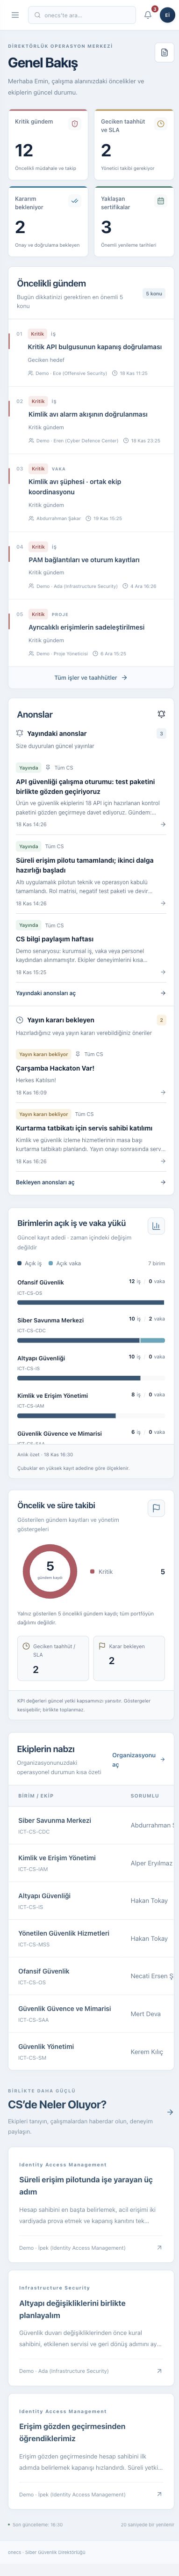 onecs'te ara...
2
Eİ
DİREKTÖRLÜK OPERASYON MERKEZİ
Genel Bakış
Merhaba Emin, çalışma alanınızdaki öncelikler ve
ekiplerin güncel durumu.
Kritik gündem
12
Öncelikli müdahale ve takip
Geciken taahhüt
ve SLA
2
Yönetici takibi gerekiyor
Kararım
bekleniyor
2
Onay ve doğrulama bekleyen
Yaklaşan
sertifikalar
3
Önemli yenileme tarihleri
Öncelikli gündem
Bugün dikkatinizi gerektiren en önemli 5
konu
5 konu
01 Kritik İŞ
Kritik API bulgusunun kapanış doğrulaması
Geciken hedef
Demo · Ece (Offensive Security) 18 Kas 11:25
02 Kritik İŞ
Kimlik avı alarm akışının doğrulanması
Kritik gündem
Demo · Eren (Cyber Defence Center) 18 Kas 23:25
03 Kritik VAKA
Kimlik avı şüphesi · ortak ekip
koordinasyonu
Kritik gündem
Abdurrahman Şakar 19 Kas 15:25
04 Kritik İŞ
PAM bağlantıları ve oturum kayıtları
Kritik gündem
Demo · Ada (Infrastructure Security) 4 Ara 16:26
05 Kritik PROJE
Ayrıcalıklı erişimlerin sadeleştirilmesi
Kritik gündem
Demo · Proje Yöneticisi 6 Ara 15:25
Tüm işler ve taahhütler
Anonslar
Yayındaki anonslar
3
Size duyurulan güncel yayınlar
Yayında Tüm CS
API güvenliği çalışma oturumu: test paketini
birlikte gözden geçiriyoruz
Ürün ve güvenlik ekiplerini 18 API için hazırlanan kontrol
paketini gözden geçirmeye davet ediyoruz. Gündem:...
18 Kas 14:26
Yayında Tüm CS
Süreli erişim pilotu tamamlandı; ikinci dalga
hazırlığı başladı
Altı uygulamalık pilotun teknik ve operasyon kabulü
tamamlandı. Rol matrisi, negatif test paketi ve devir...
18 Kas 14:26
Yayında Tüm CS
CS bilgi paylaşım haftası
Demo senaryosu: kurumsal iş, vaka veya personel
kaydından alınmamıştır. Ekipler deneyimlerini kısa...
18 Kas 15:25
Yayındaki anonsları aç
Yayın kararı bekleyen
2
Hazırladığınız veya yayın kararı verebildiğiniz öneriler
Yayın kararı bekliyor Tüm CS
Çarşamba Hackaton Var!
Herkes Katılsın!
18 Kas 16:09
Yayın kararı bekliyor Tüm CS
Kurtarma tatbikatı için servis sahibi katılımı
Kimlik ve güvenlik izleme hizmetlerinin masa başı
kurtarma tatbikatı planlandı. Yayın onayı sonrasında serv...
18 Kas 16:26
Bekleyen anonsları aç
Birimlerin açık iş ve vaka yükü
Güncel kayıt adedi · zaman içindeki değişim
değildir
Açık iş Açık vaka 7 birim
Ofansif Güvenlik 12 iş 0 vaka
ICT-CS-OS
Siber Savunma Merkezi 10 iş 2 vaka
ICT-CS-CDC
Altyapı Güvenliği 10 iş 0 vaka
ICT-CS-IS
Kimlik ve Erişim Yönetimi 8 iş 0 vaka
ICT-CS-IAM
Güvenlik Güvence ve Mimarisi 6 iş 0 vaka
ICT-CS-SAA
Anlık özet · 18 Kas 16:30
Çubuklar en yüksek kayıt adedine göre ölçeklenir.
Öncelik ve süre takibi
Gösterilen gündem kayıtları ve yönetim
göstergeleri
5
gündem kaydı
Kritik 5
Yalnız gösterilen 5 öncelikli gündem kaydı; tüm portföyün
dağılımı değildir.
Geciken taahhüt /
SLA
2
Karar bekleyen
2
KPI değerleri güncel yetki kapsamınızı yansıtır. Göstergeler
kesişebilir; birlikte toplanmaz.
Ekiplerin nabzı
Organizasyonunuzdaki
operasyonel durumun kısa özeti
Organizasyonu
aç
BİRİM / EKİP SORUMLU
Siber Savunma Merkezi
ICT-CS-CDC
Abdurrahman Ş
Kimlik ve Erişim Yönetimi
ICT-CS-IAM
Alper Eryılmaz
Altyapı Güvenliği
ICT-CS-IS
Hakan Tokay
Yönetilen Güvenlik Hizmetleri
ICT-CS-MSS
Hakan Tokay
Ofansif Güvenlik
ICT-CS-OS
Necati Ersen Ş
Güvenlik Güvence ve Mimarisi
ICT-CS-SAA
Mert Deva
Güvenlik Yönetimi
ICT-CS-SM
Kerem Kılıç
BİRLİKTE DAHA GÜÇLÜ
CS'de Neler Oluyor?
Ekipleri tanıyın, çalışmalardan haberdar olun, deneyim
paylaşın.
Identity Access Management
Süreli erişim pilotunda işe yarayan üç
adım
Hesap sahibini en başta belirlemek, acil erişimi iki
vardiyada prova etmek ve kapanış kanıtını tek...
Demo · İpek (Identity Access Management)
Infrastructure Security
Altyapı değişikliklerini birlikte
planlayalım
Güvenlik duvarı değişikliklerinden önce kural
sahibini, etkilenen servisi ve geri dönüş adımını ay...
Demo · Ada (Infrastructure Security)
Identity Access Management
Erişim gözden geçirmesinden
öğrendiklerimiz
Erişim gözden geçirmesinde hesap sahibini ilk
adımda belirlemek kapanışı hızlandırdı. Süreli yetki...
Demo · İpek (Identity Access Management)
Son güncelleme: 16:30 20 saniyede bir yenilenir
onecs · Siber Güvenlik Direktörlüğü